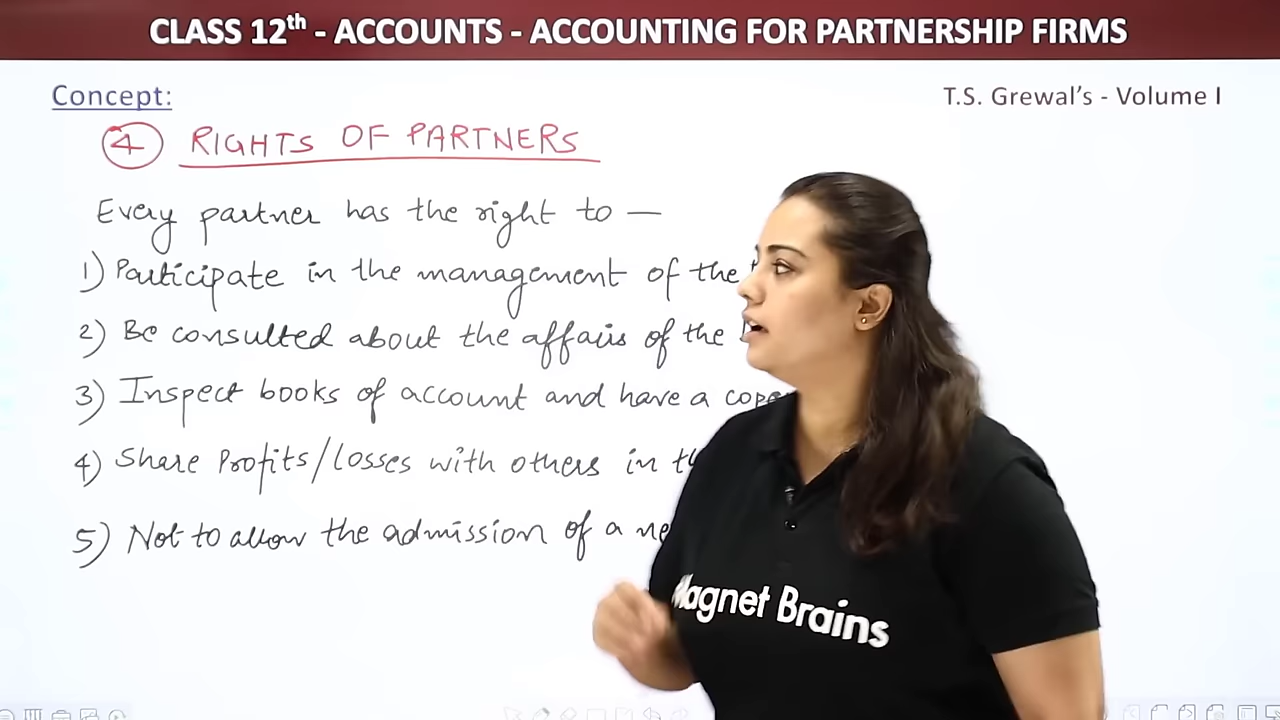 CLASS 12th - ACCOUNTS - ACCOUNTING FOR PARTNERSHIP FIRMS
Concept:
T.S. Grewal's - Volume I
4 RIGHTS OF PARTNERS
Every partner has the right to —
1) Participate in the management of the
2) Be consulted about the affairs of the
3) Inspect books of account and have a
4) Share Profits/losses with others in
5) Not to allow the admission of a
Magnet Brains